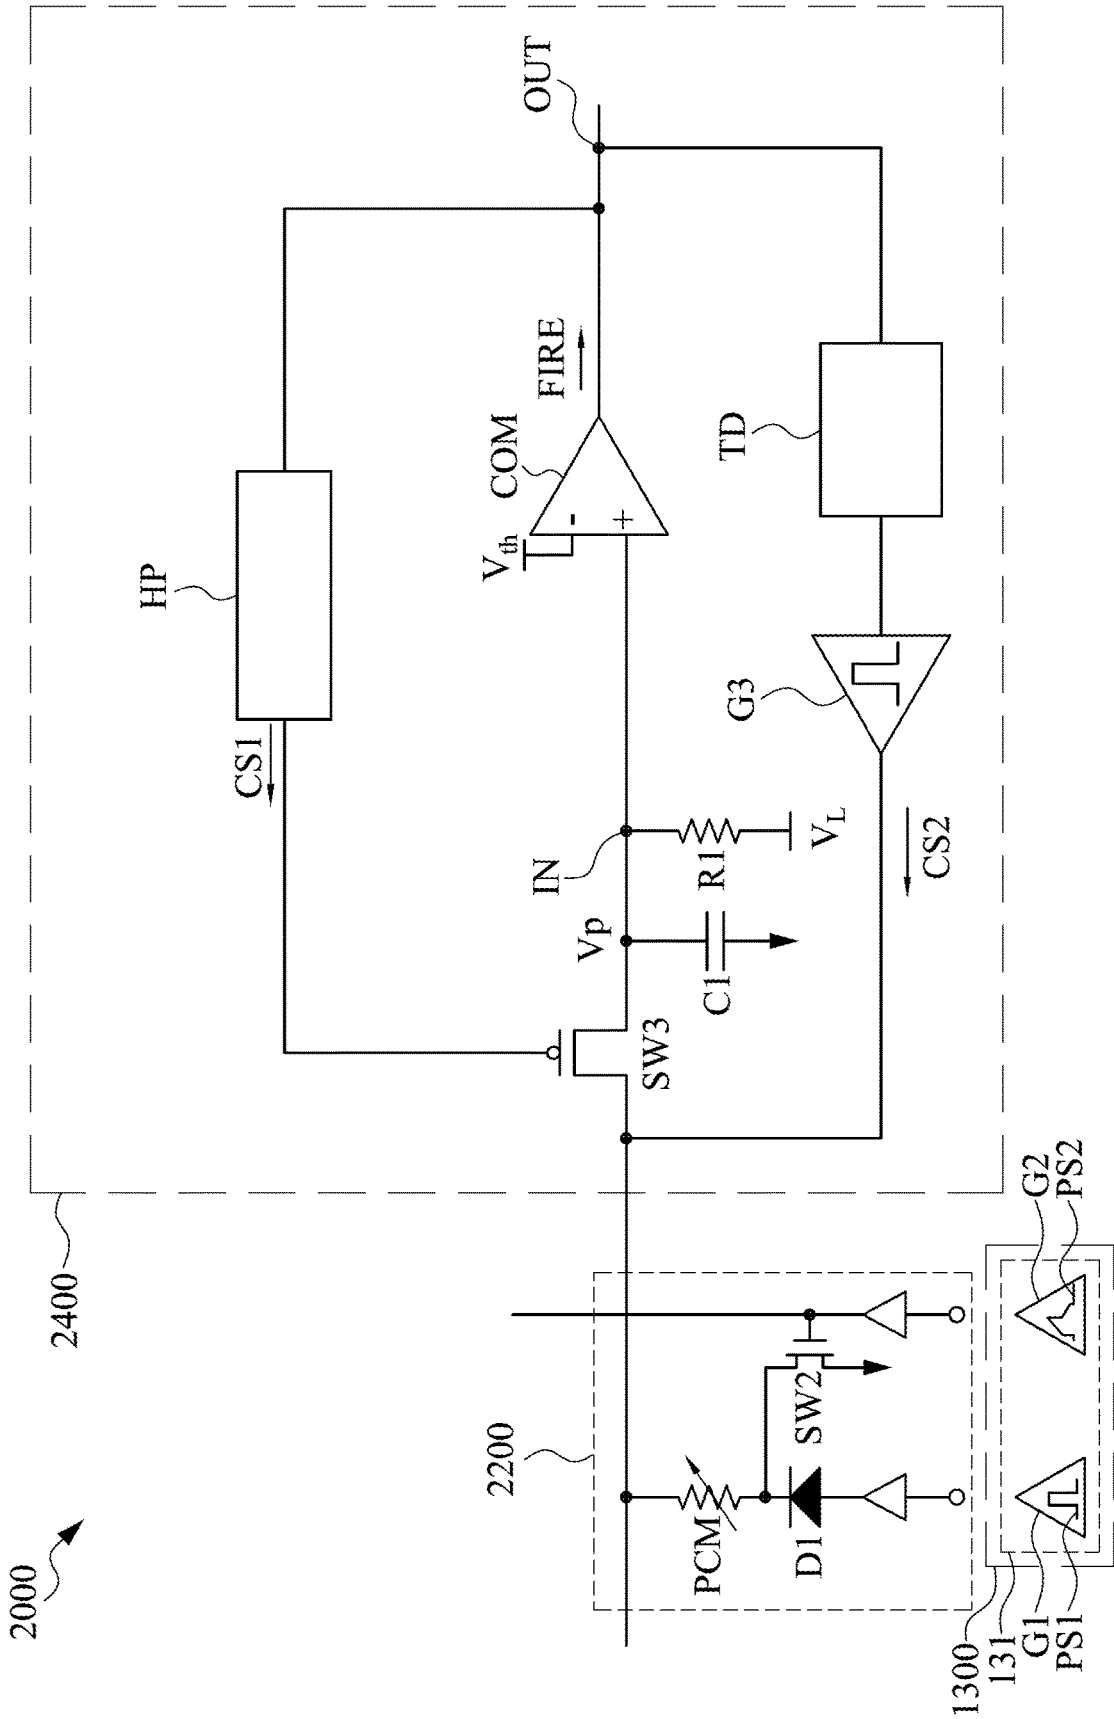 2000
2400
HP
CS1
OUT
FIRE
COM
Vth
-
+
TD
G3
IN
Vp
SW3
C1
R1
VL
CS2
2200
PCM
D1
SW2
1300
131
G1
PS1
G2
PS2